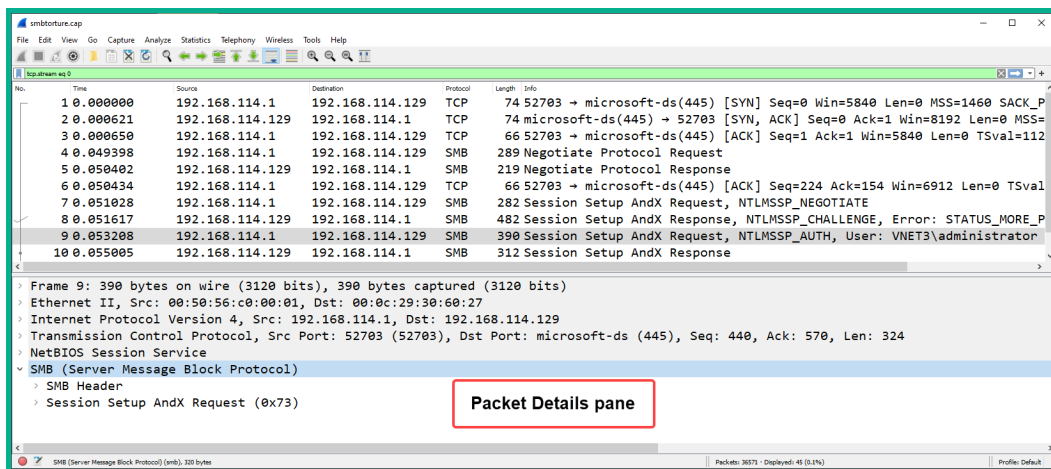 smbtorture.cap
File Edit View Go Capture Analyze Statistics Telephony Wireless Tools Help
tcp.stream eq 0
No. Time Source Destination Protocol Length Info
1 0.000000 192.168.114.1 192.168.114.129 TCP 74 52703 → microsoft-ds(445) [SYN] Seq=0 Win=5840 Len=0 MSS=1460 SACK_P
2 0.000621 192.168.114.129 192.168.114.1 TCP 74 microsoft-ds(445) → 52703 [SYN, ACK] Seq=0 Ack=1 Win=8192 Len=0 MSS=
3 0.000650 192.168.114.1 192.168.114.129 TCP 66 52703 → microsoft-ds(445) [ACK] Seq=1 Ack=1 Win=5840 Len=0 TSval=112
4 0.049398 192.168.114.1 192.168.114.129 SMB 289 Negotiate Protocol Request
5 0.050402 192.168.114.129 192.168.114.1 SMB 219 Negotiate Protocol Response
6 0.050434 192.168.114.1 192.168.114.129 TCP 66 52703 → microsoft-ds(445) [ACK] Seq=224 Ack=154 Win=6912 Len=0 TSval
7 0.051028 192.168.114.1 192.168.114.129 SMB 282 Session Setup AndX Request, NTLMSSP_NEGOTIATE
8 0.051617 192.168.114.129 192.168.114.1 SMB 482 Session Setup AndX Response, NTLMSSP_CHALLENGE, Error: STATUS_MORE_P
9 0.053208 192.168.114.1 192.168.114.129 SMB 390 Session Setup AndX Request, NTLMSSP_AUTH, User: VNET3\administrator
10 0.055005 192.168.114.129 192.168.114.1 SMB 312 Session Setup AndX Response
Frame 9: 390 bytes on wire (3120 bits), 390 bytes captured (3120 bits)
Ethernet II, Src: 00:50:56:c0:00:01, Dst: 00:0c:29:30:60:27
Internet Protocol Version 4, Src: 192.168.114.1, Dst: 192.168.114.129
Transmission Control Protocol, Src Port: 52703 (52703), Dst Port: microsoft-ds (445), Seq: 440, Ack: 570, Len: 324
NetBIOS Session Service
SMB (Server Message Block Protocol)
SMB Header
Session Setup AndX Request (0x73)
Packet Details pane
SMB (Server Message Block Protocol) (smb), 320 bytes Packets: 36571 · Displayed: 45 (0.1%) Profile: Default